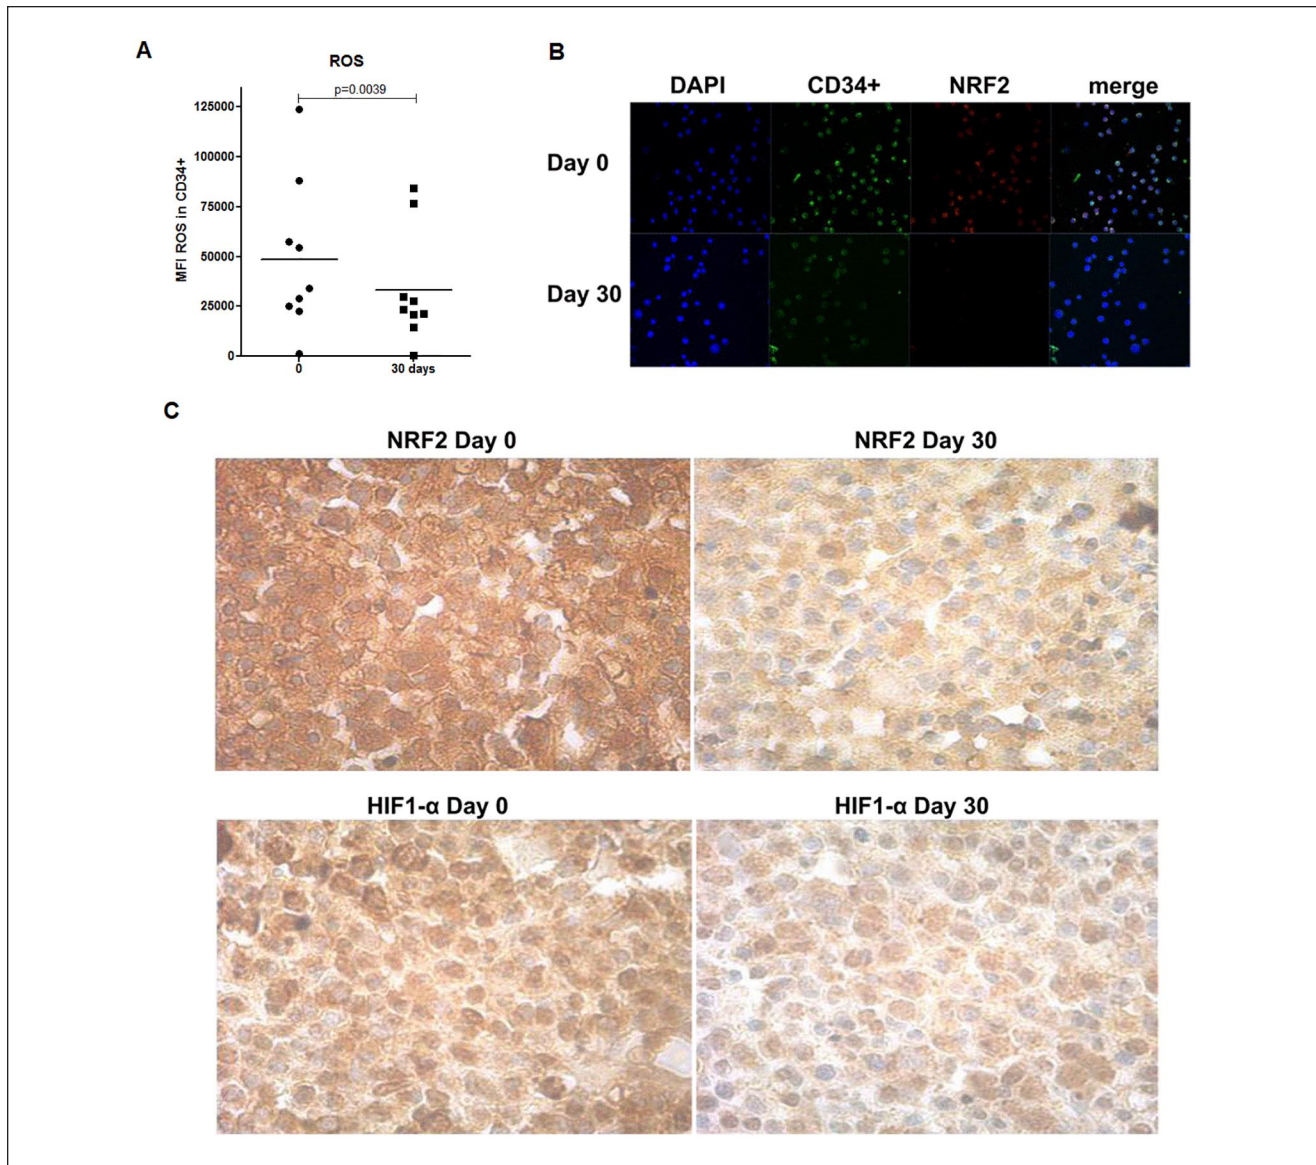 A
ROS
p=0.0039
125000
100000
75000
50000
25000
0
MFI ROS in CD34+
0 30 days
B
DAPI CD34+ NRF2 merge
Day 0
Day 30
C
NRF2 Day 0 NRF2 Day 30
HIF1-α Day 0 HIF1-α Day 30